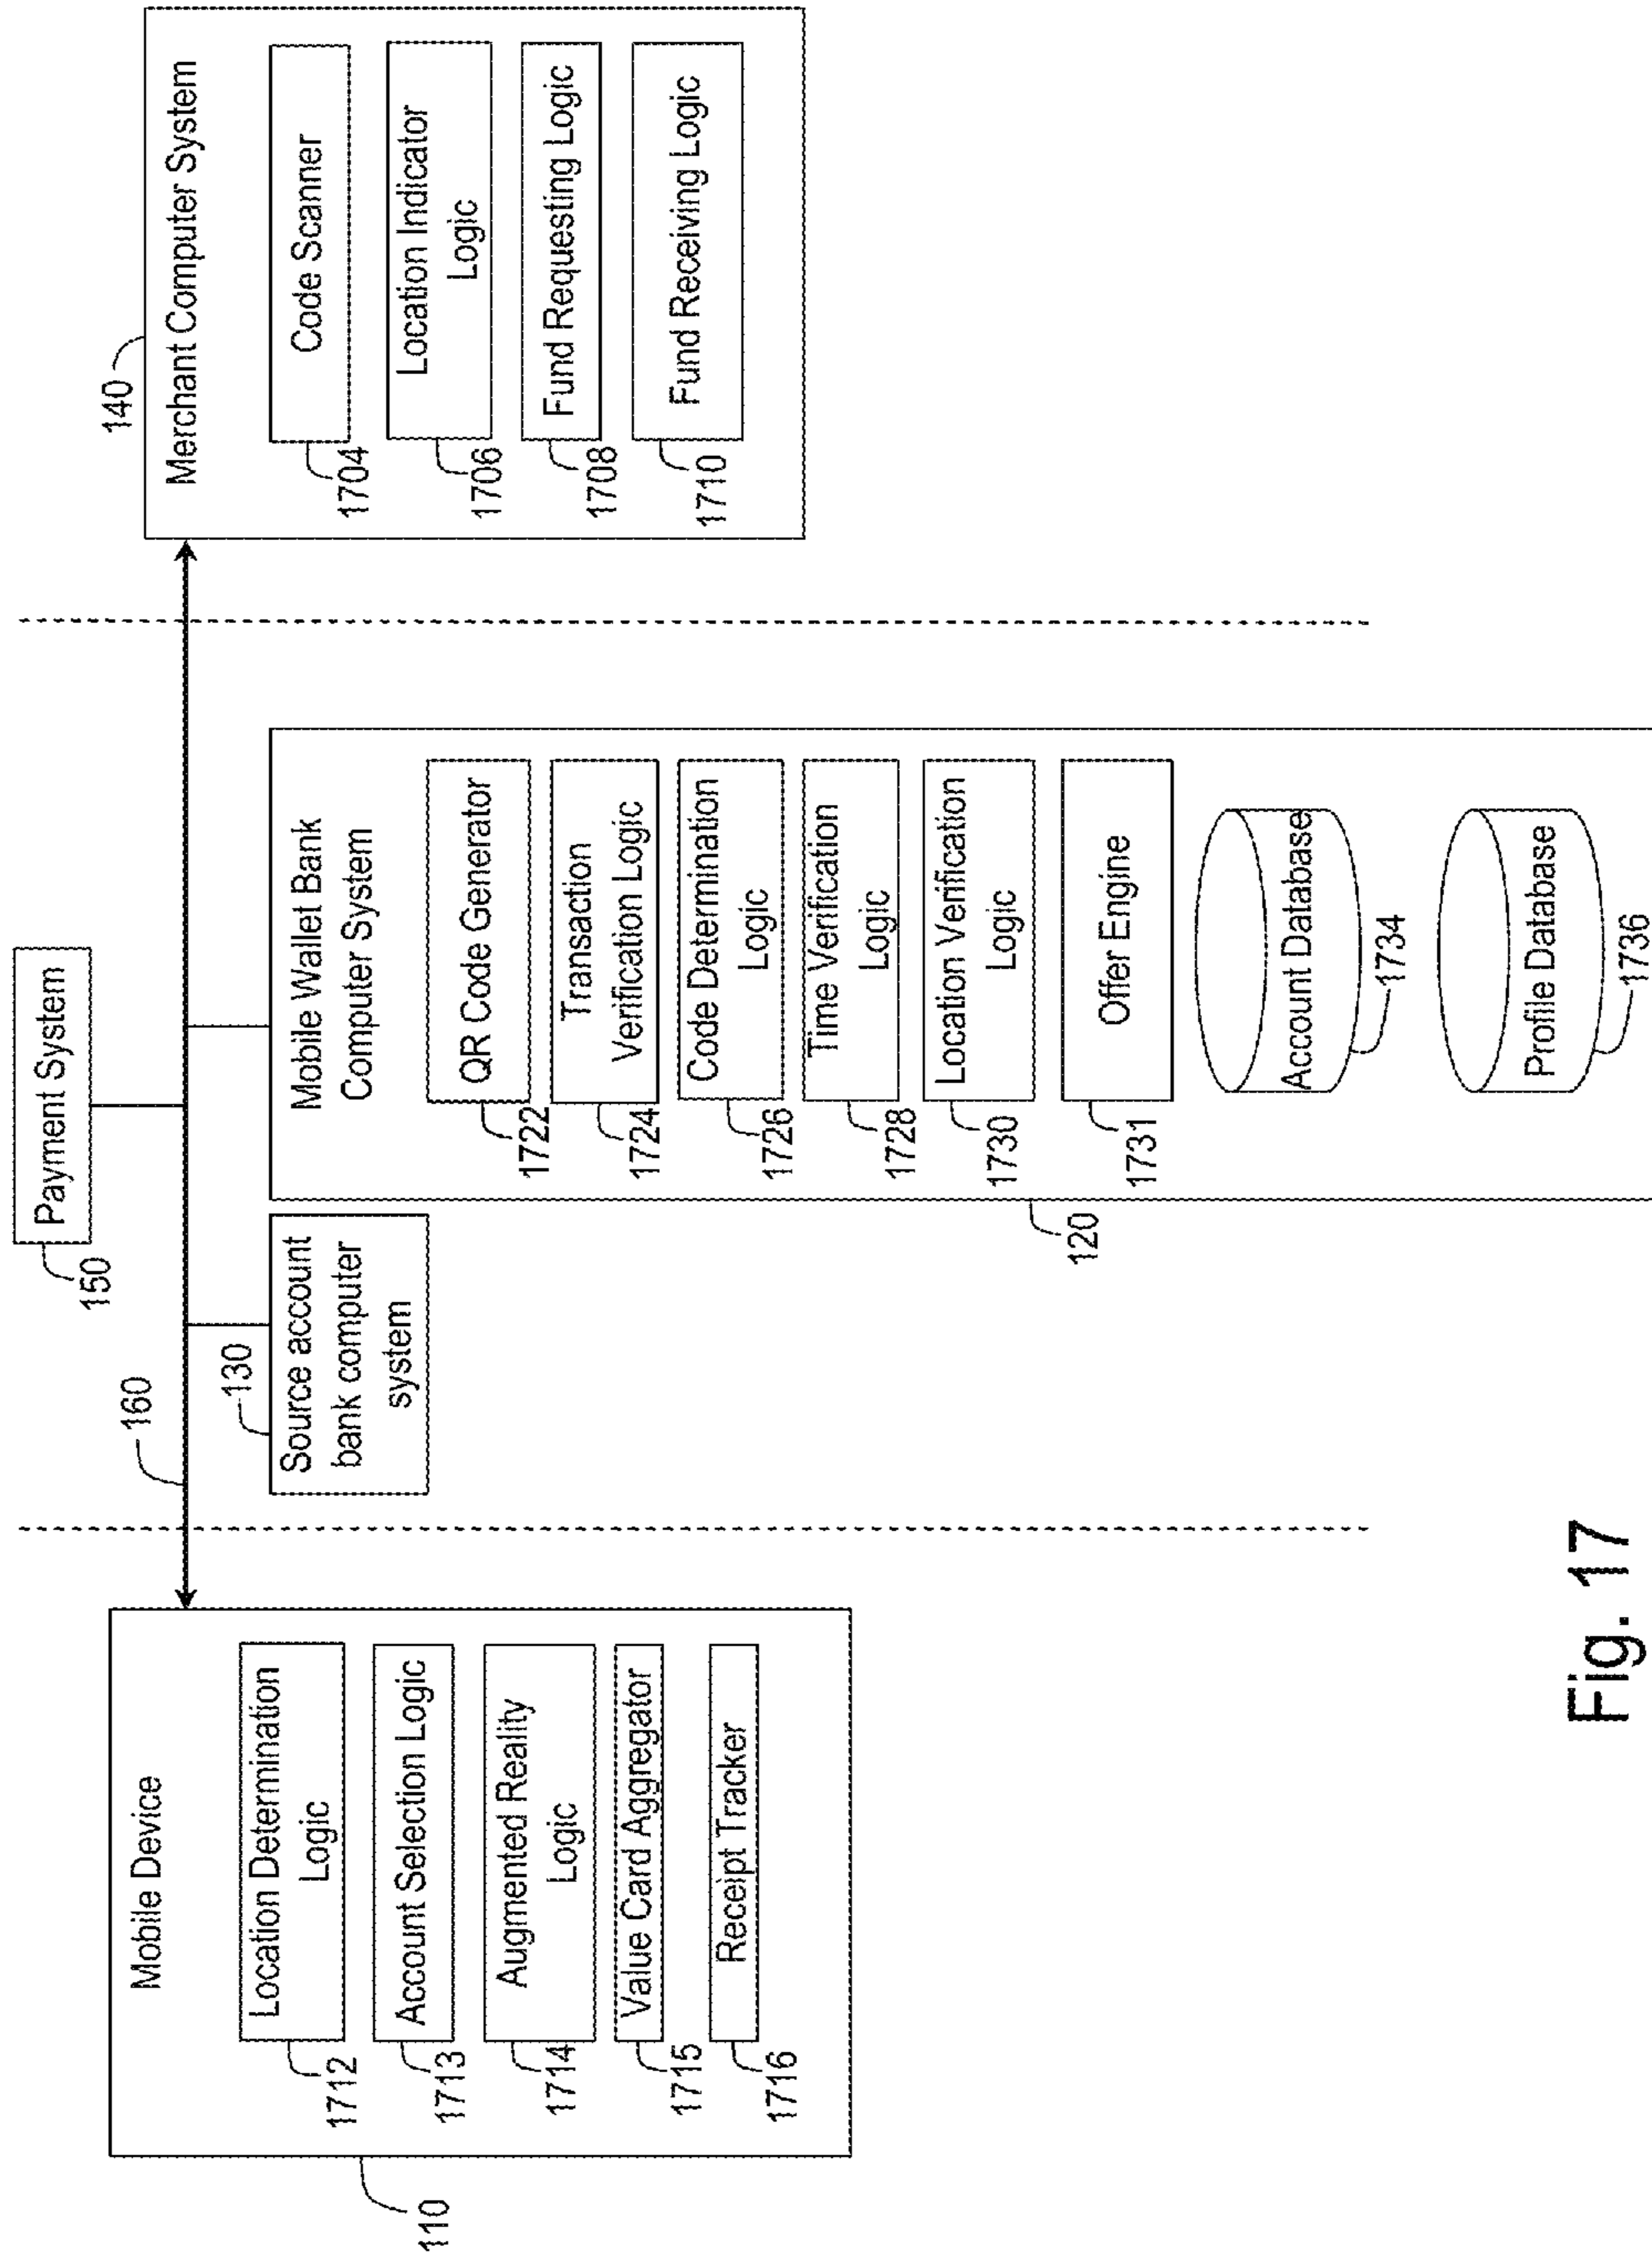 Payment System
150
160
Mobile Device
Location Determination
Logic
1712
Account Selection Logic
1713
Augmented Reality
Logic
1714
Value Card Aggregator
1715
Receipt Tracker
1716
110
130
Source account
bank computer
system
Mobile Wallet Bank
Computer System
QR Code Generator
1722
Transaction
Verification Logic
1724
Code Determination
Logic
1726
Time Verification
Logic
1728
Location Verification
Logic
1730
Offer Engine
1731
Account Database
1734
Profile Database
1736
120
140
Merchant Computer System
Code Scanner
1704
Location Indicator
Logic
1706
Fund Requesting Logic
1708
Fund Receiving Logic
1710
Fig. 17